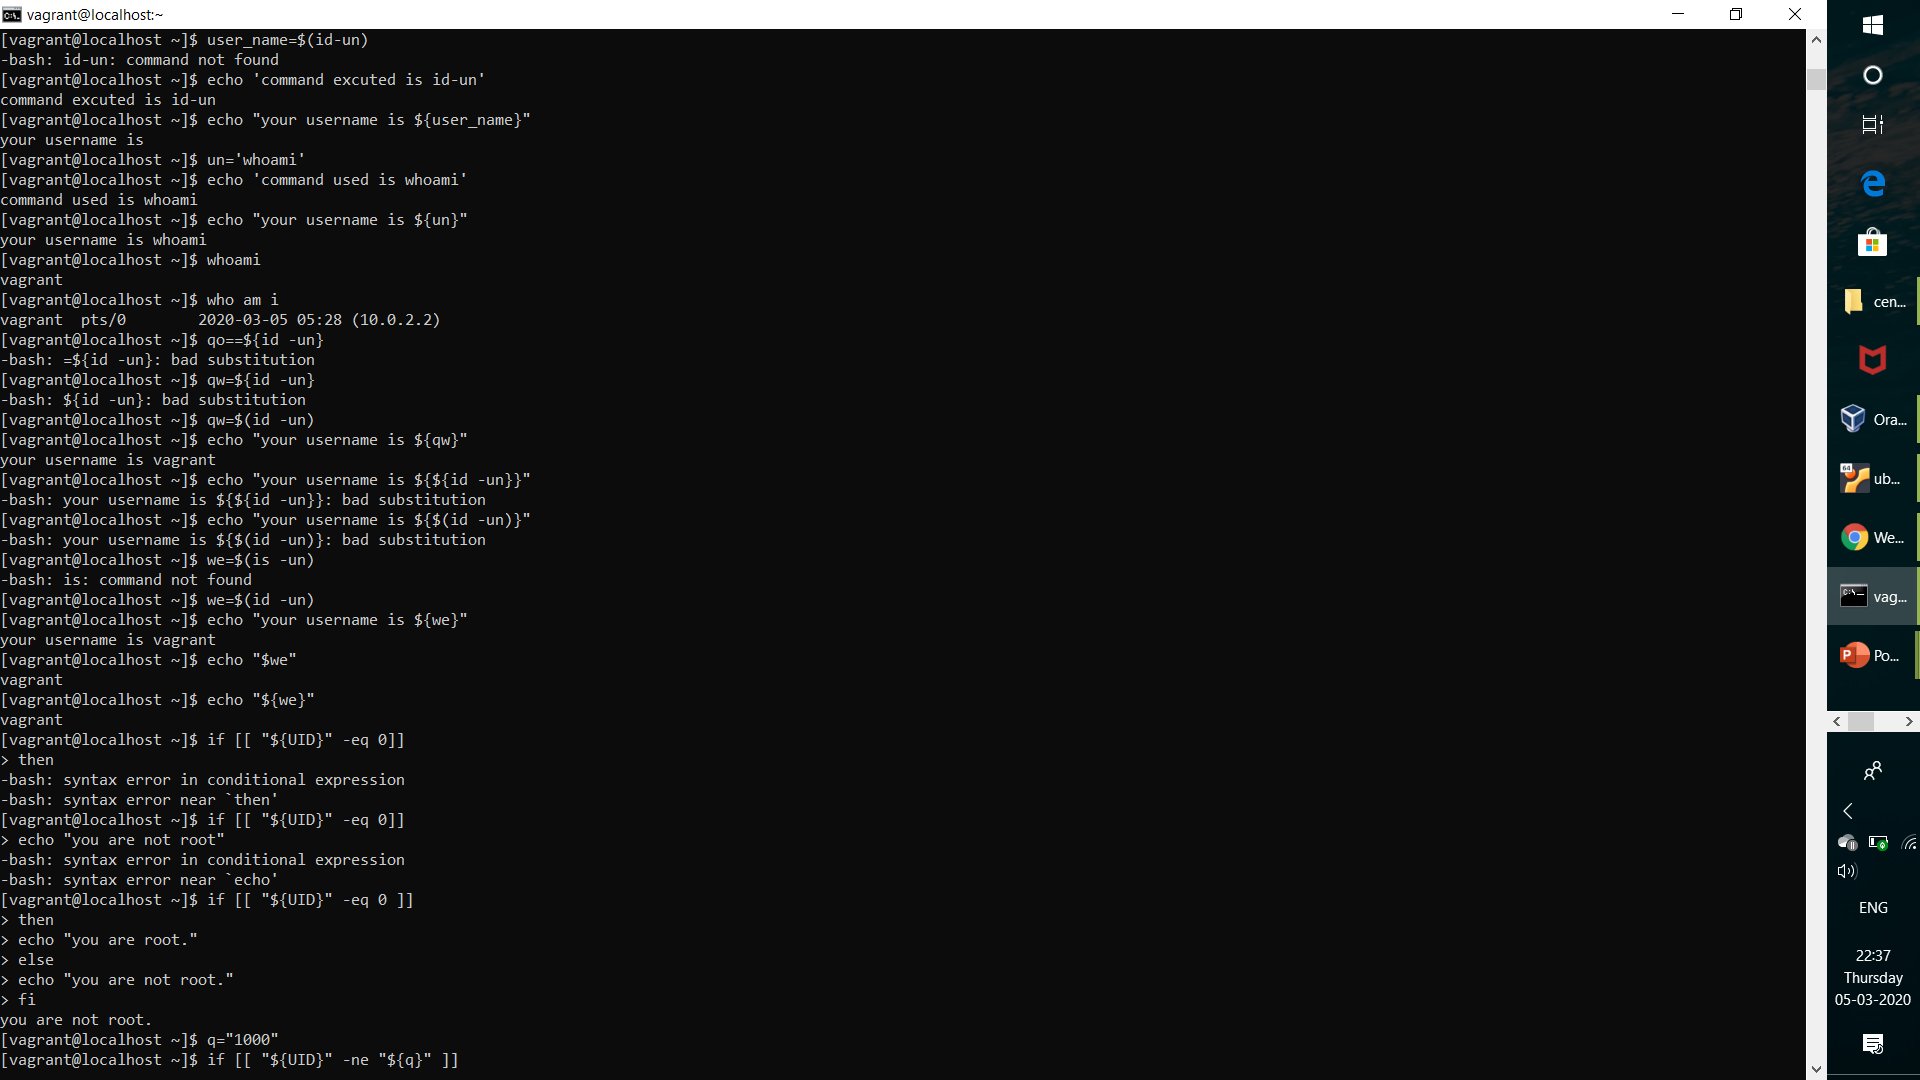 vagrant@localhost:~
[vagrant@localhost ~]$ user_name=$(id-un)
-bash: id-un: command not found
[vagrant@localhost ~]$ echo 'command excuted is id-un'
command excuted is id-un
[vagrant@localhost ~]$ echo "your username is ${user_name}"
your username is
[vagrant@localhost ~]$ un='whoami'
[vagrant@localhost ~]$ echo 'command used is whoami'
command used is whoami
[vagrant@localhost ~]$ echo "your username is ${un}"
your username is whoami
[vagrant@localhost ~]$ whoami
vagrant
[vagrant@localhost ~]$ who am i
vagrant  pts/0        2020-03-05 05:28 (10.0.2.2)
[vagrant@localhost ~]$ qo==${id -un}
-bash: =${id -un}: bad substitution
[vagrant@localhost ~]$ qw=${id -un}
-bash: ${id -un}: bad substitution
[vagrant@localhost ~]$ qw=$(id -un)
[vagrant@localhost ~]$ echo "your username is ${qw}"
your username is vagrant
[vagrant@localhost ~]$ echo "your username is ${${id -un}}"
-bash: your username is ${${id -un}}: bad substitution
[vagrant@localhost ~]$ echo "your username is ${$(id -un)}"
-bash: your username is ${$(id -un)}: bad substitution
[vagrant@localhost ~]$ we=$(is -un)
-bash: is: command not found
[vagrant@localhost ~]$ we=$(id -un)
[vagrant@localhost ~]$ echo "your username is ${we}"
your username is vagrant
[vagrant@localhost ~]$ echo "$we"
vagrant
[vagrant@localhost ~]$ echo "${we}"
vagrant
[vagrant@localhost ~]$ if [[ "${UID}" -eq 0]]
> then
-bash: syntax error in conditional expression
-bash: syntax error near `then'
[vagrant@localhost ~]$ if [[ "${UID}" -eq 0]]
> echo "you are not root"
-bash: syntax error in conditional expression
-bash: syntax error near `echo'
[vagrant@localhost ~]$ if [[ "${UID}" -eq 0 ]]
> then
> echo "you are root."
> else
> echo "you are not root."
> fi
you are not root.
[vagrant@localhost ~]$ q="1000"
[vagrant@localhost ~]$ if [[ "${UID}" -ne "${q}" ]]
cen...
Ora...
64
ub...
We...
C:\
vag...
P
Po...
ENG
22:37
Thursday
05-03-2020